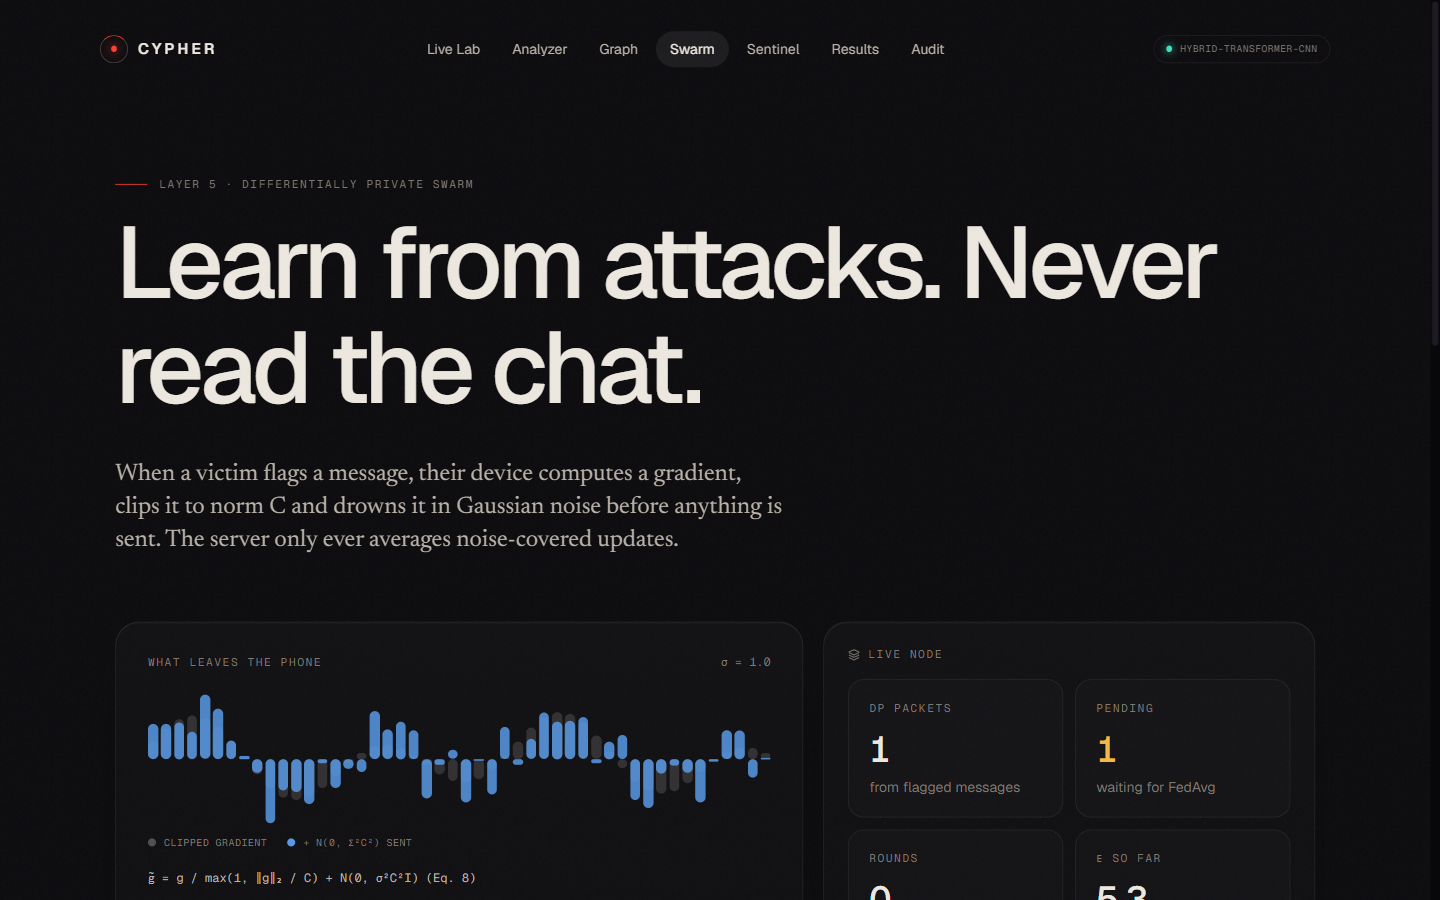 CYPHER
Live Lab
Analyzer
Graph
Swarm
Sentinel
Results
Audit
HYBRID-TRANSFORMER-CNN
LAYER 5 · DIFFERENTIALLY PRIVATE SWARM
Learn from attacks. Never
read the chat.
When a victim flags a message, their device computes a gradient,
clips it to norm C and drowns it in Gaussian noise before anything is
sent. The server only ever averages noise-covered updates.
WHAT LEAVES THE PHONE
σ = 1.0
CLIPPED GRADIENT
+ N(0, Σ²C²) SENT
g̃ = g / max(1, ‖g‖₂ / C) + N(0, σ²C²I) (Eq. 8)
LIVE NODE
DP PACKETS
1
from flagged messages
PENDING
1
waiting for FedAvg
ROUNDS
0
Ε SO FAR